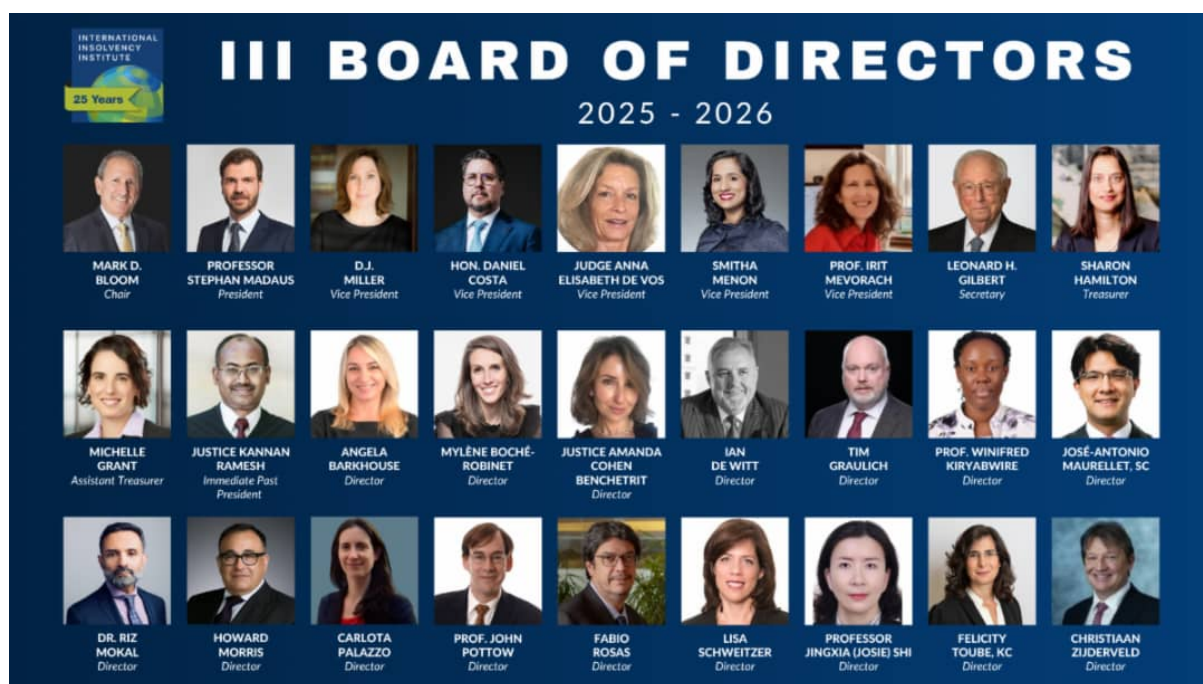 INTERNATIONAL
INSOLVENCY
INSTITUTE
25 Years
III BOARD OF DIRECTORS
2025 - 2026
MARK D.
BLOOM
Chair
PROFESSOR
STEPHAN MADAUS
President
D.J.
MILLER
Vice President
HON. DANIEL
COSTA
Vice President
JUDGE ANNA
ELISABETH DE VOS
Vice President
SMITHA
MENON
Vice President
PROF. IRIT
MEVORACH
Vice President
LEONARD H.
GILBERT
Secretary
SHARON
HAMILTON
Treasurer
MICHELLE
GRANT
Assistant Treasurer
JUSTICE KANNAN
RAMESH
Immediate Past
President
ANGELA
BARKHOUSE
Director
MYLÈNE BOCHÉ-
ROBINET
Director
JUSTICE AMANDA
COHEN
BENCHETRIT
Director
IAN
DE WITT
Director
TIM
GRAULICH
Director
PROF. WINIFRED
KIRYABWIRE
Director
JOSÉ-ANTONIO
MAURELLET, SC
Director
DR. RIZ
MOKAL
Director
HOWARD
MORRIS
Director
CARLOTA
PALAZZO
Director
PROF. JOHN
POTTOW
Director
FABIO
ROSAS
Director
LISA
SCHWEITZER
Director
PROFESSOR
JINGXIA (JOSIE) SHI
Director
FELICITY
TOUBE, KC
Director
CHRISTIAAN
ZIJDERVELD
Director